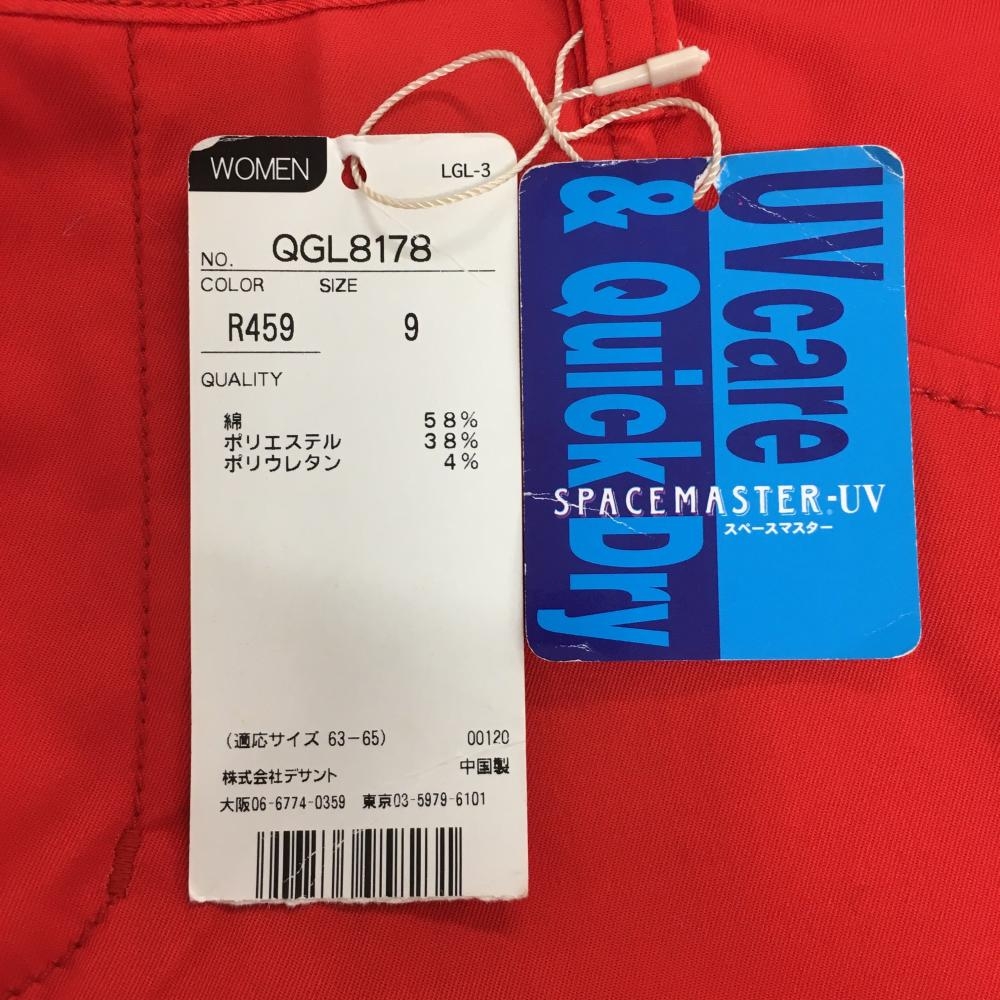 WOMEN
LGL-3
NO. QGL8178
COLOR SIZE
R459 9
QUALITY
綿 58%
ポリエステル 38%
ポリウレタン 4%
(適応サイズ 63-65) 00120
中国製
株式会社デサント
大阪06-6774-0359 東京03-5979-6101
UV care
& QuickDry
SPACEMASTER®-UV
スペースマスター